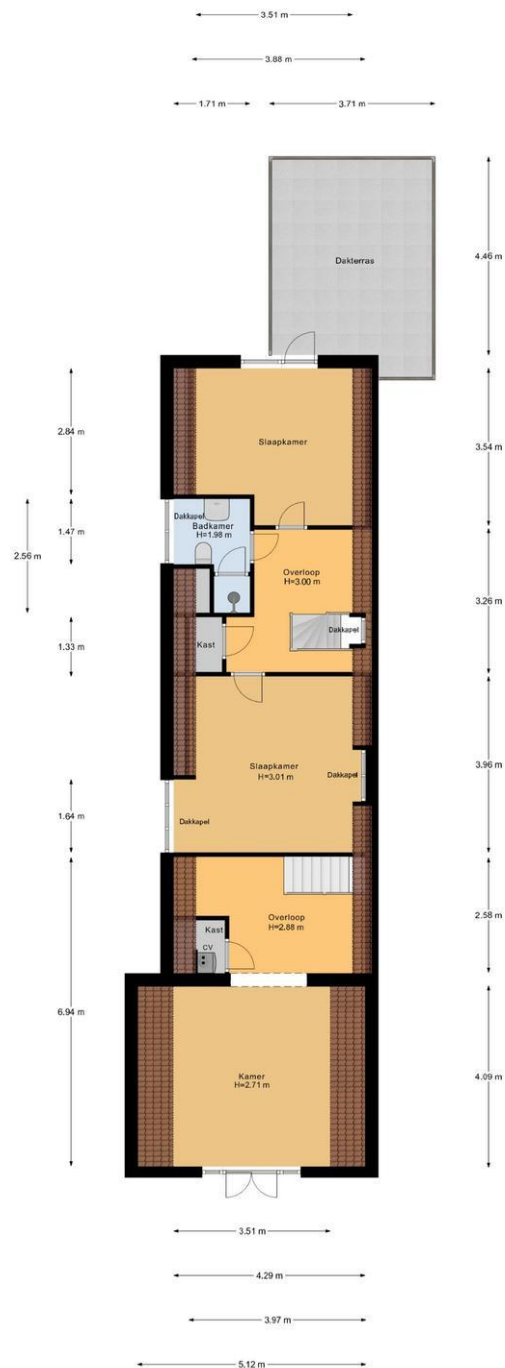 3.51 m
3.88 m
1.71 m
3.71 m
Dakterras
4.46 m
2.84 m
Slaapkamer
3.54 m
Dakkapel
Badkamer
H=1.98 m
1.47 m
2.56 m
Overloop
H=3.00 m
3.26 m
Dakkapel
Kast
1.33 m
Slaapkamer
H=3.01 m
Dakkapel
3.96 m
1.64 m
Dakkapel
Overloop
H=2.88 m
2.58 m
Kast
CV
6.94 m
Kamer
H=2.71 m
4.09 m
3.51 m
4.29 m
3.97 m
5.12 m